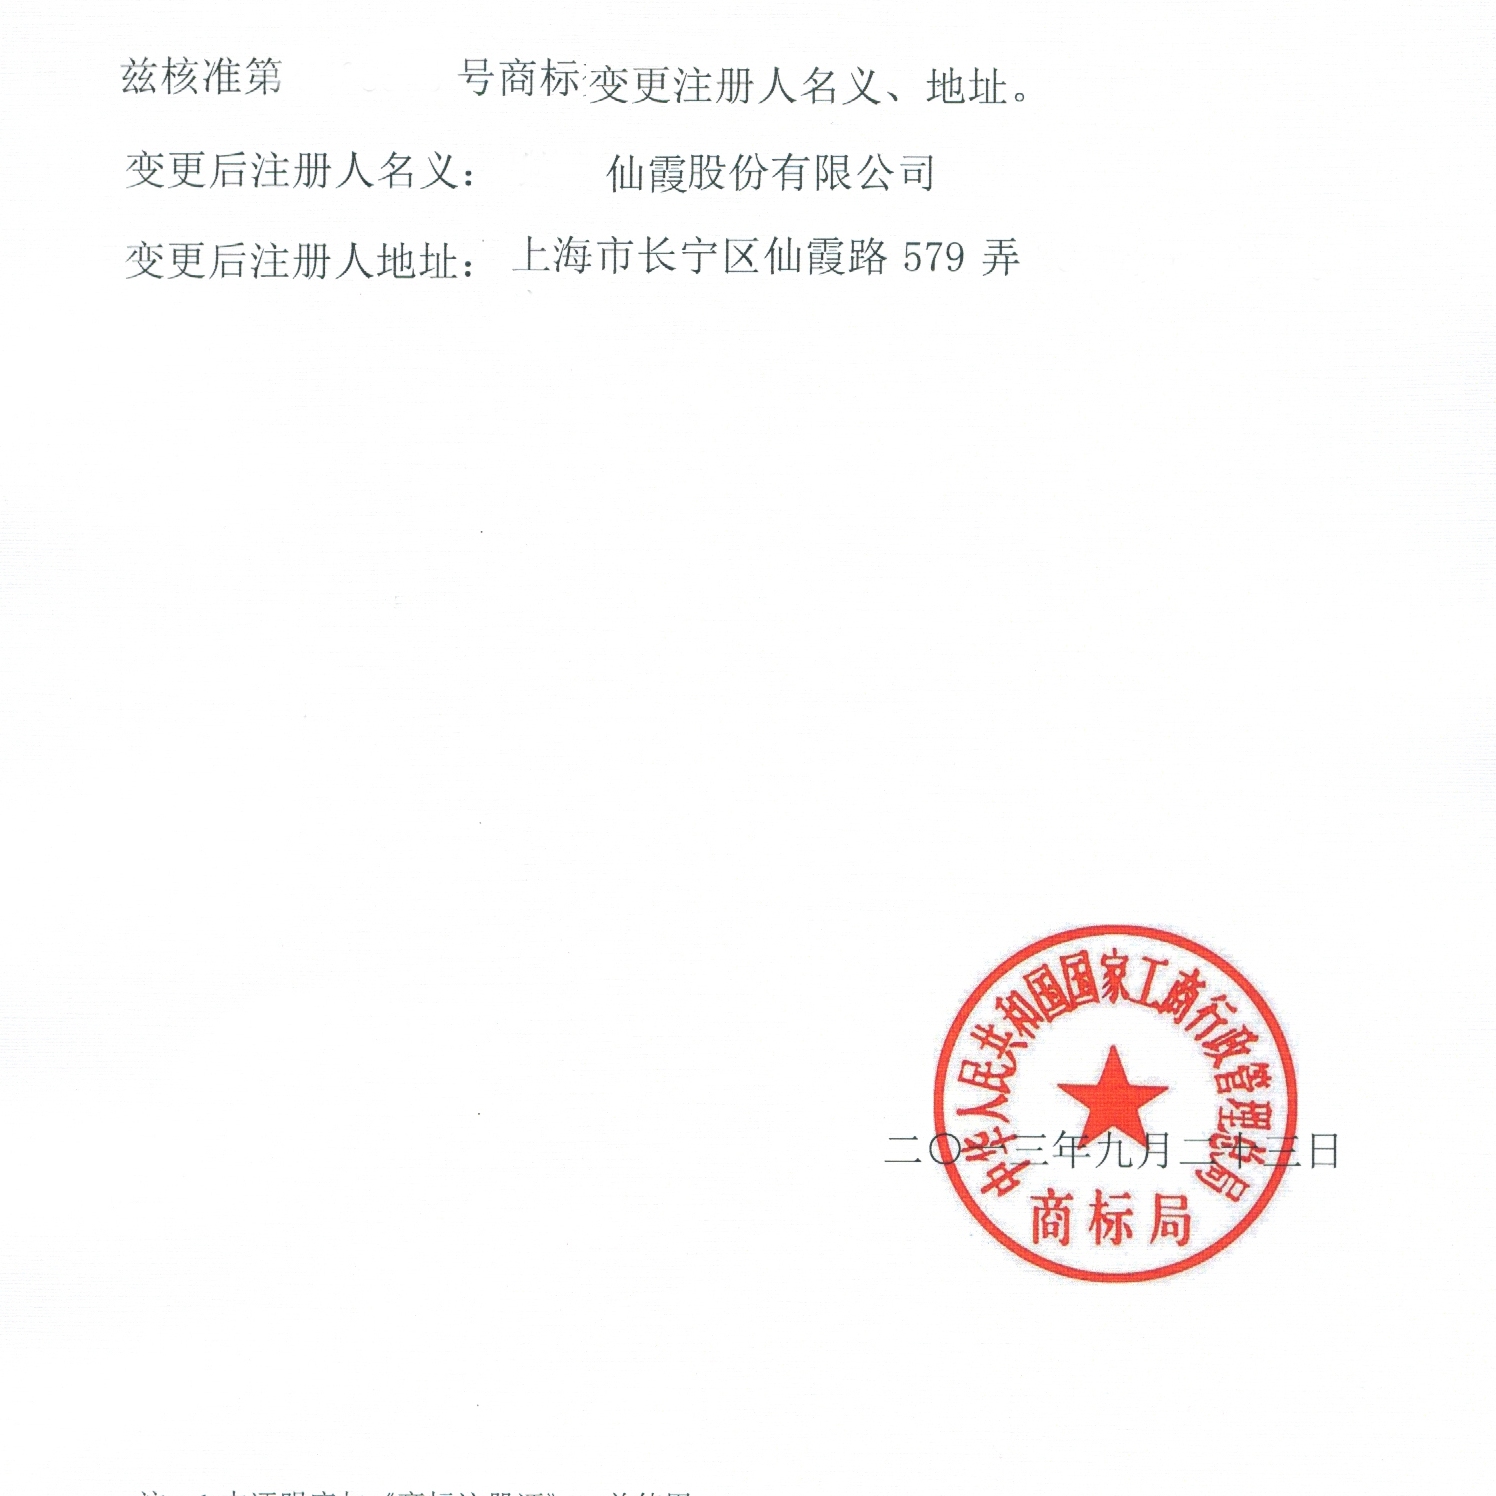 兹核准第 号商标变更注册人名义、地址。
变更后注册人名义： 仙霞股份有限公司
变更后注册人地址： 上海市长宁区仙霞路 579 弄
中华人民共和国国家工商行政管理总局
二〇一三年九月二十三日
商标局